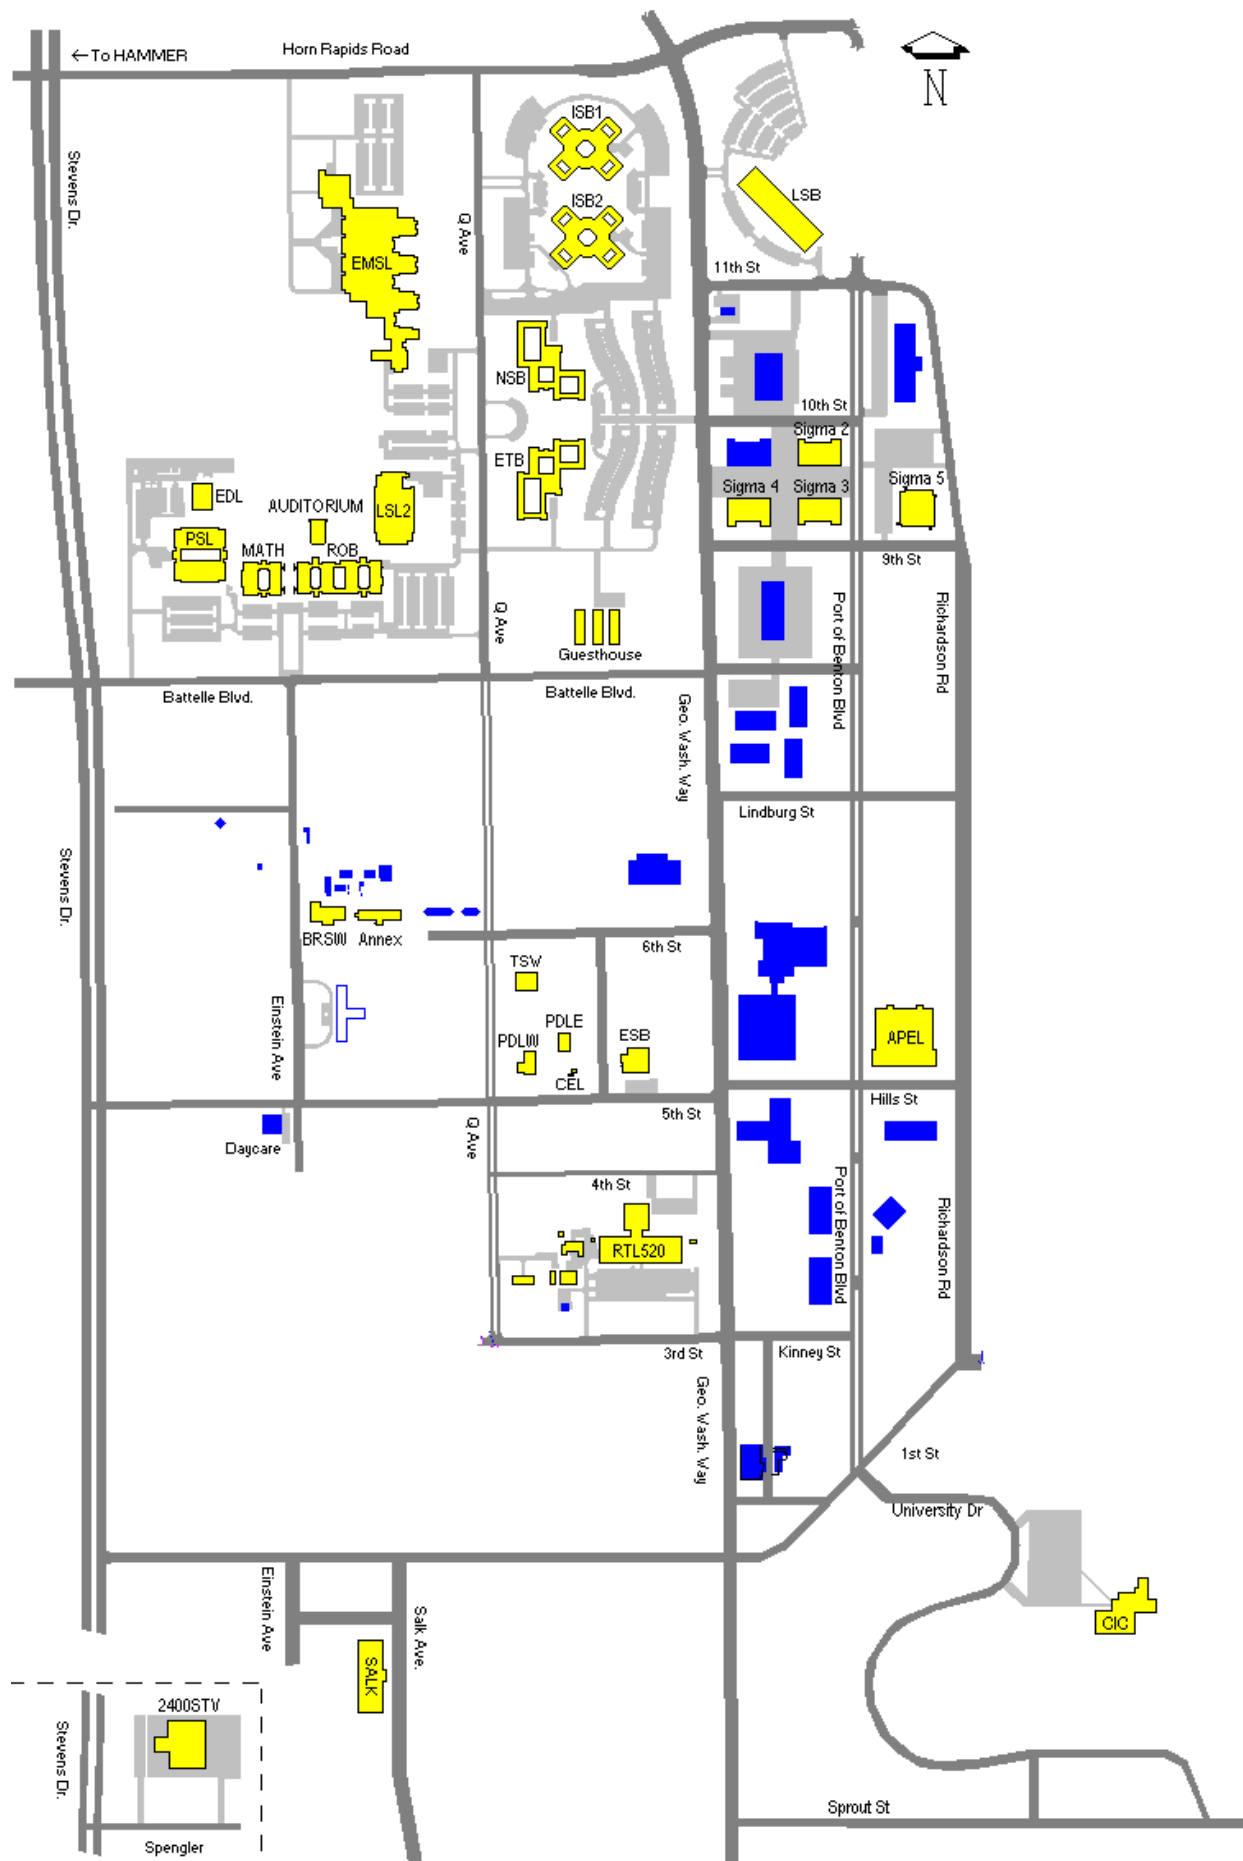 ←To HAMMER
Horn Rapids Road
N
Stevens Dr.
Q Ave
ISB1
ISB2
LSB
EMSL
11th St
NSB
10th St
Sigma 2
ETB
EDL
AUDITORIUM
LSL2
Sigma 4
Sigma 3
Sigma 5
PSL
MATH
ROB
9th St
Q Ave
Guesthouse
Port of Benton Blvd
Richardson Rd
Battelle Blvd.
Battelle Blvd.
Geo. Wash. Way
Lindburg St
Stevens Dr.
BRSW
Annex
6th St
TSW
Einstein Ave
PDLW
PDLE
ESB
CEL
APEL
5th St
Hills St
Daycare
Q Ave
4th St
Port of Benton Blvd
Richardson Rd
RTL520
3rd St
Kinney St
Geo. Wash. Way
1st St
University Dr
Einstein Ave
Salk Ave.
CIC
SALK
2400STV
Stevens Dr.
Sprout St
Spengler